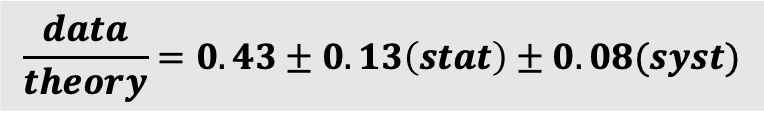 data
theory = 0.43 ± 0.13(stat) ± 0.08(syst)